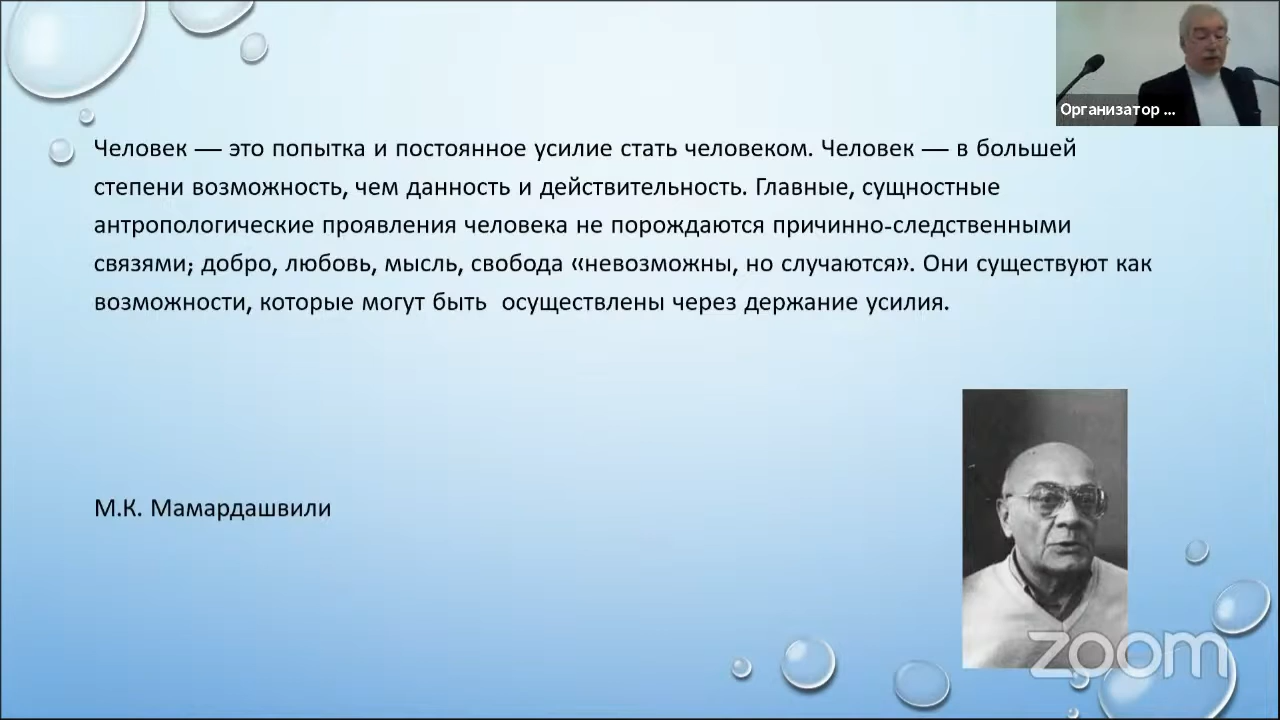 Организатор ...
Человек — это попытка и постоянное усилие стать человеком. Человек — в большей
степени возможность, чем данность и действительность. Главные, сущностные
антропологические проявления человека не порождаются причинно-следственными
связями; добро, любовь, мысль, свобода «невозможны, но случаются». Они существуют как
возможности, которые могут быть  осуществлены через держание усилия.
М.К. Мамардашвили
zoom